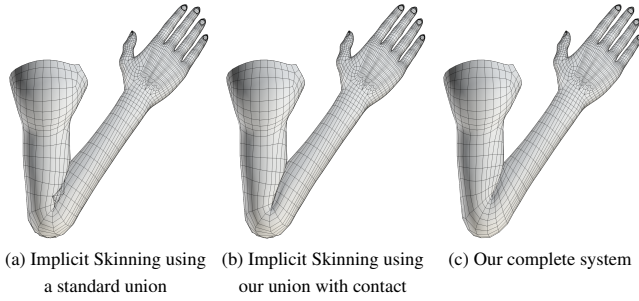 (a) Implicit Skinning using
a standard union
(b) Implicit Skinning using
our union with contact
(c) Our complete system